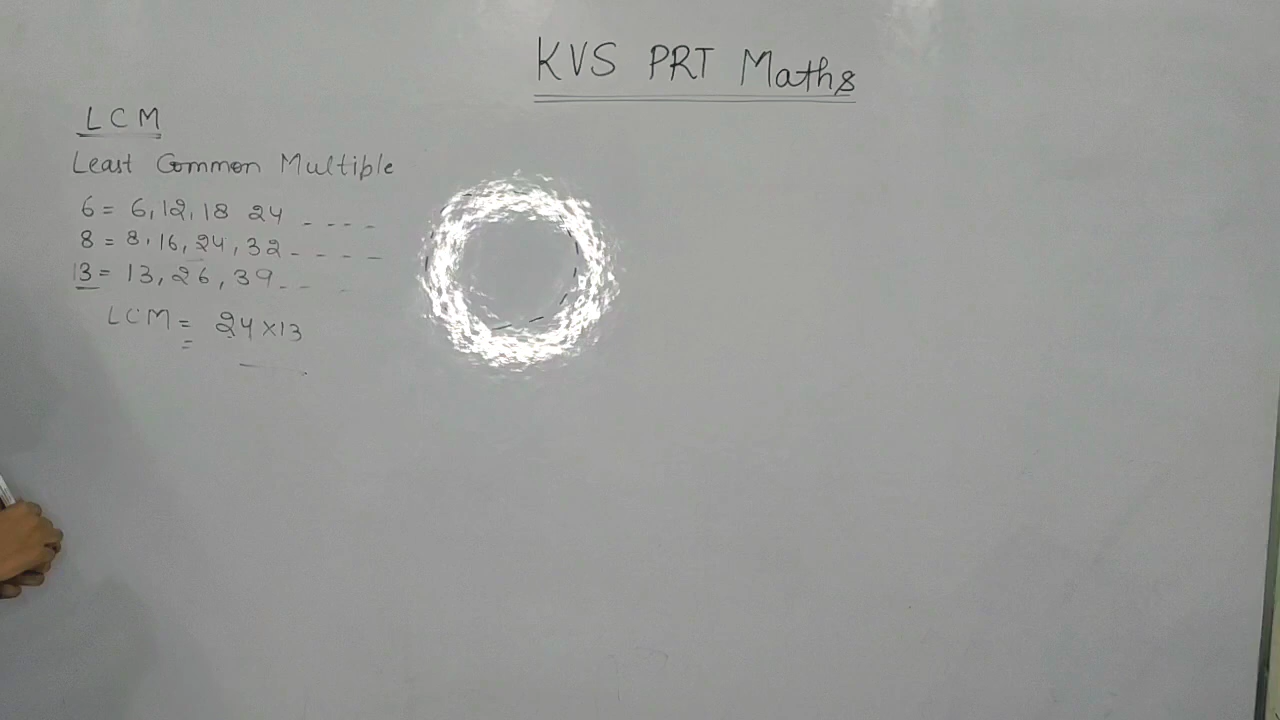 KVS PRT Maths
LCM
Least Common Multiple
6 = 6, 12, 18 24 - - - -
8 = 8, 16, 24, 32 - - - -
13 = 13, 26, 39 - - -
LCM = 24 × 13